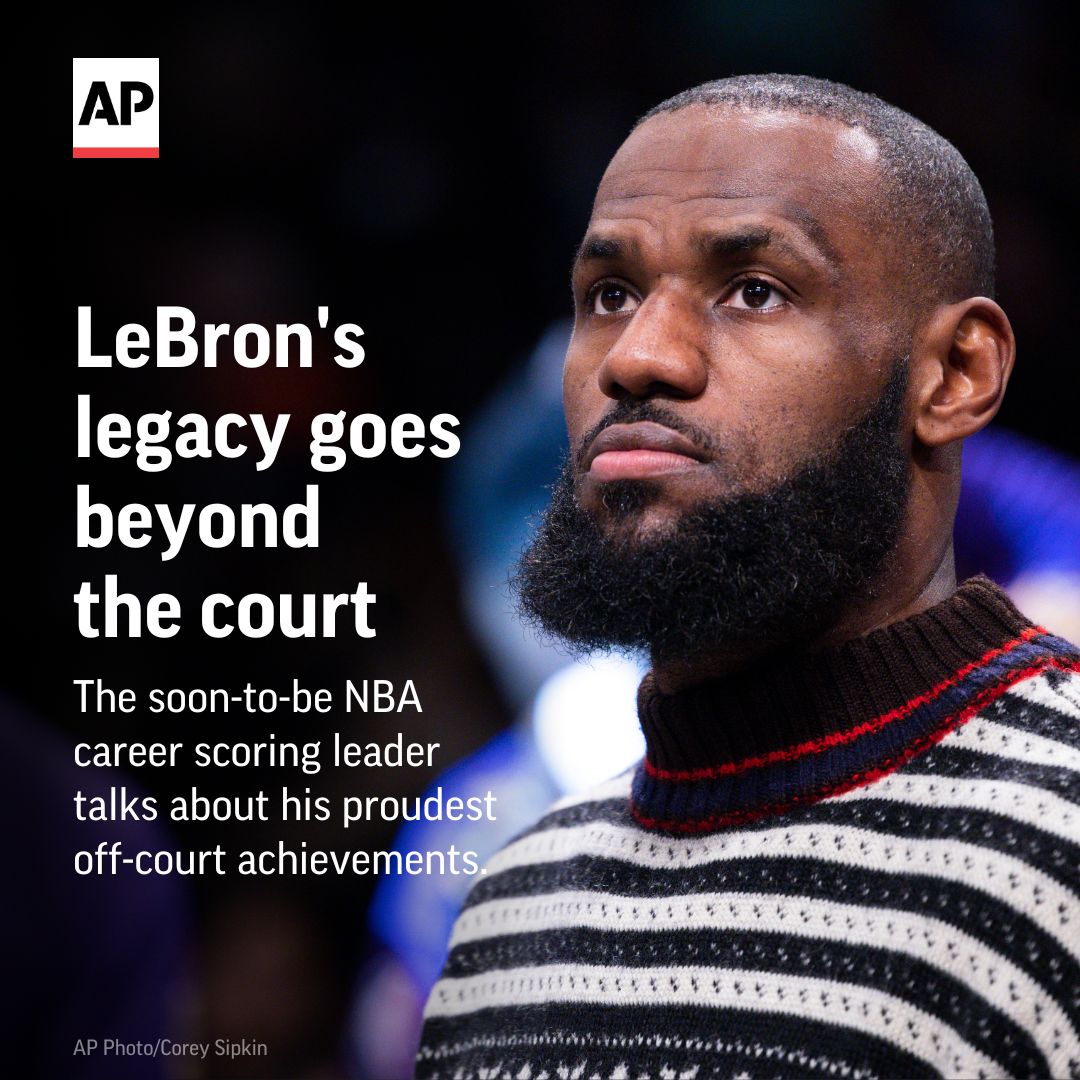 AP
LeBron's
legacy goes
beyond
the court
The soon-to-be NBA
career scoring leader
talks about his proudest
off-court achievements.
AP Photo/Corey Sipkin